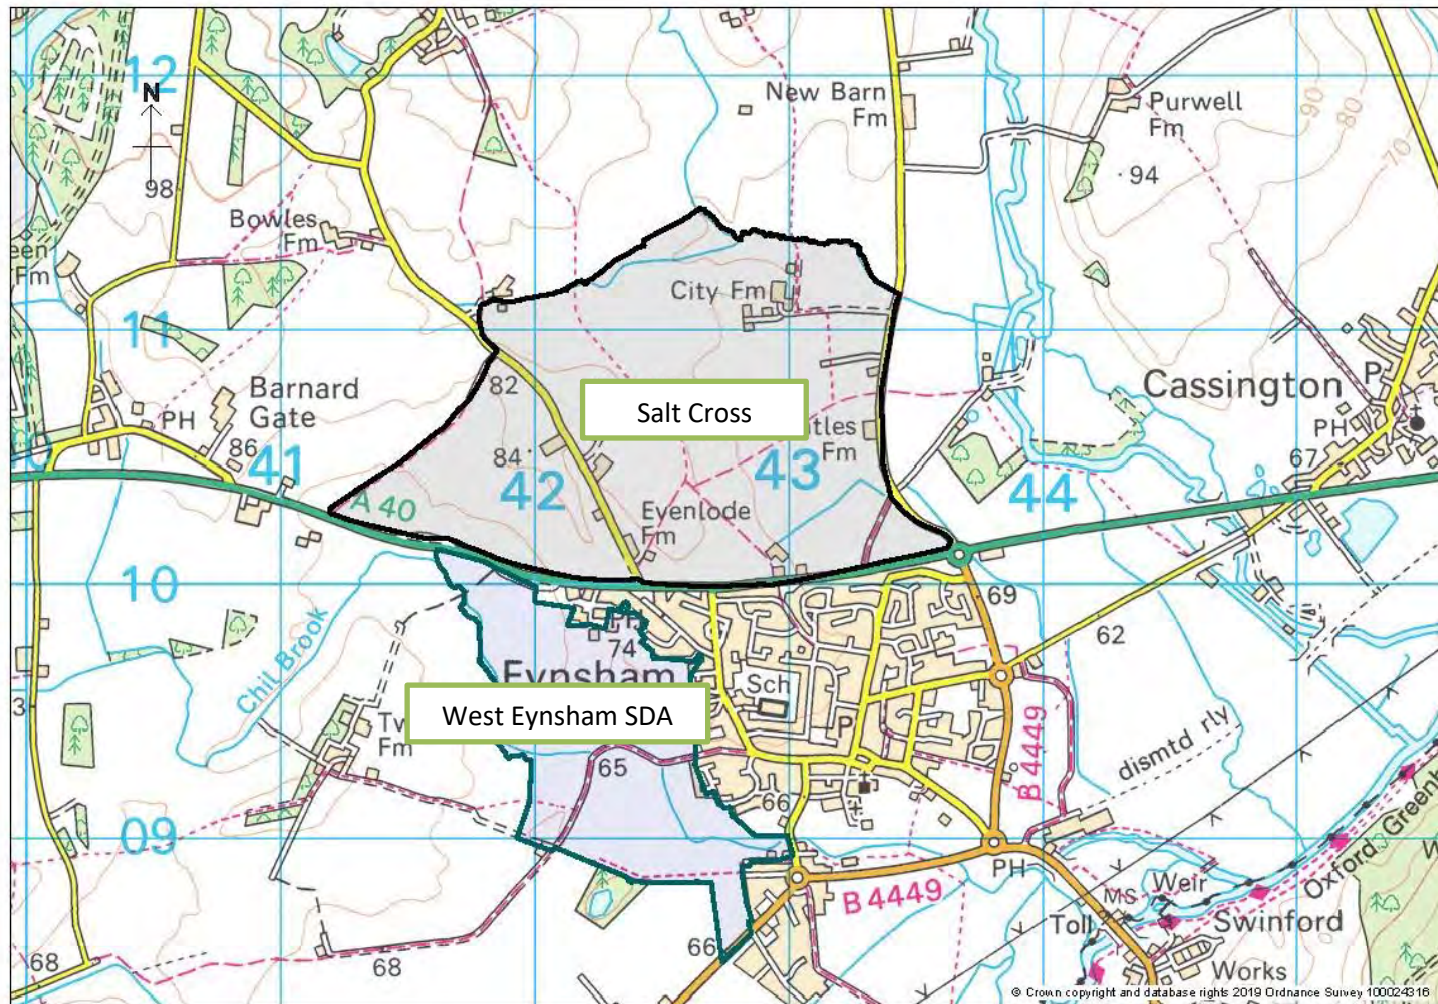 12
N
New Barn
Fm
Purwell
Fm
90
80
70
94
98
Bowles
Fm
Fm
City Fm
11
Barnard
Gate
PH
86
41
82
Salt Cross
Cassington
P
PH
84
42
43
Fm
44
67
A 40
Evenlode
Fm
10
69
62
74
Eynsham
Sch
Chil Brook
West Eynsham SDA
P
3
Fm
65
B 4449
dismtd rly
66
09
PH
B 4449
MS
Weir
Toll
Swinford
Oxford
66
68
68
Works
© Crown copyright and database rights 2019 Ordnance Survey 100024316